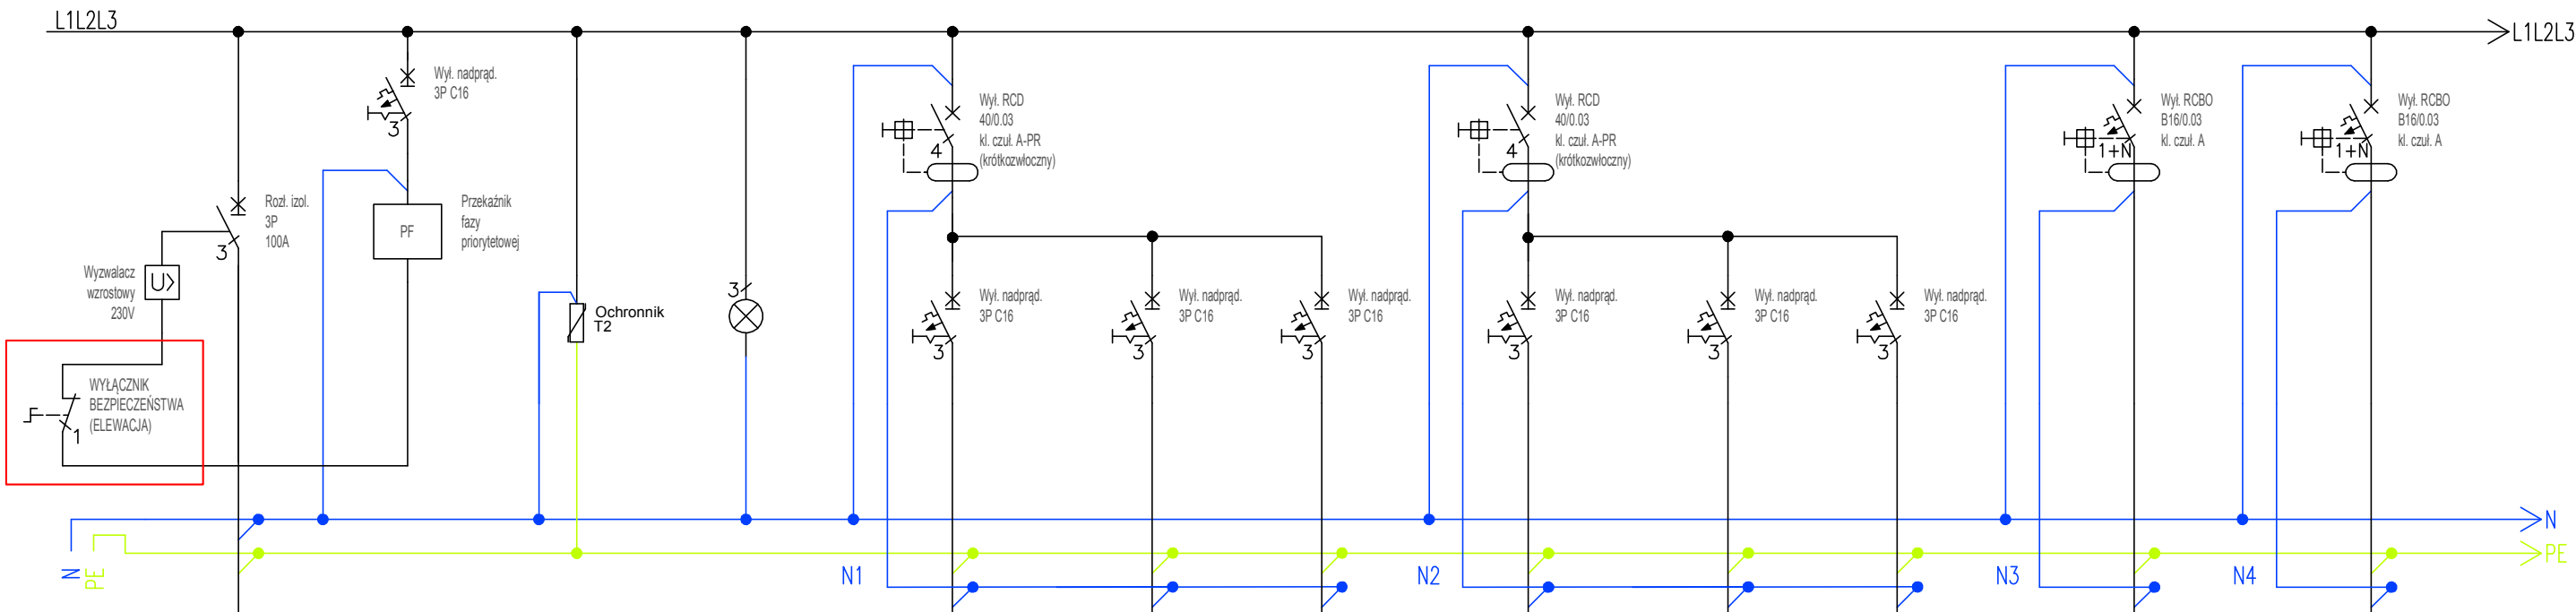 L1L2L3
L1L2L3
Wył. nadprąd.
3P C16
3
Rozł. izol.
3P
100A
3
Wyzwalacz
wzrostowy
230V
U>
WYŁĄCZNIK
BEZPIECZEŃSTWA
(ELEWACJA)
1
PF
Przekaźnik
fazy
priorytetowej
Ochronnik
T2
3
Wył. RCD
40/0.03
kl. czuł. A-PR
(krótkozwłoczny)
4
Wył. nadprąd.
3P C16
3
Wył. nadprąd.
3P C16
3
Wył. nadprąd.
3P C16
3
Wył. RCD
40/0.03
kl. czuł. A-PR
(krótkozwłoczny)
4
Wył. nadprąd.
3P C16
3
Wył. nadprąd.
3P C16
3
Wył. nadprąd.
3P C16
3
Wył. RCBO
B16/0.03
kl. czuł. A
1+N
Wył. RCBO
B16/0.03
kl. czuł. A
1+N
N
PE
N1
N2
N3
N4
N
PE